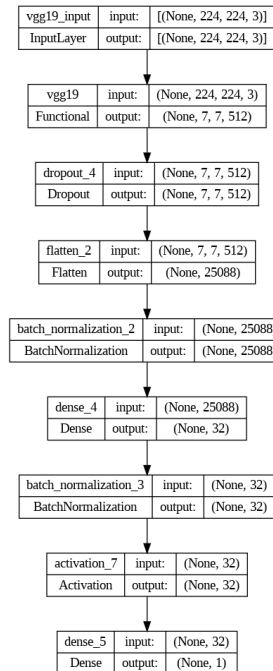 vgg19_input input: [(None, 224, 224, 3)]
InputLayer output: [(None, 224, 224, 3)]
vgg19 input: (None, 224, 224, 3)
Functional output: (None, 7, 7, 512)
dropout_4 input: (None, 7, 7, 512)
Dropout output: (None, 7, 7, 512)
flatten_2 input: (None, 7, 7, 512)
Flatten output: (None, 25088)
batch_normalization_2 input: (None, 25088
BatchNormalization output: (None, 25088
dense_4 input: (None, 25088)
Dense output: (None, 32)
batch_normalization_3 input: (None, 32)
BatchNormalization output: (None, 32)
activation_7 input: (None, 32)
Activation output: (None, 32)
dense_5 input: (None, 32)
Dense output: (None, 1)